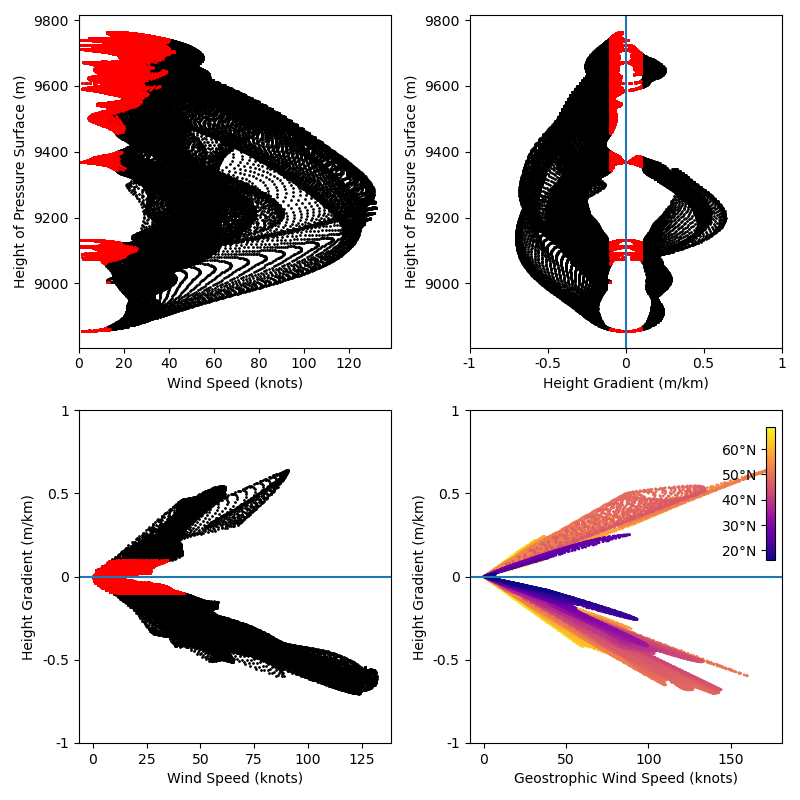 9800
9600
9400
9200
9000
Height of Pressure Surface (m)
0 20 40 60 80 100 120
Wind Speed (knots)
9800
9600
9400
9200
9000
Height of Pressure Surface (m)
-1 -0.5 0 0.5 1
Height Gradient (m/km)
1
0.5
0
-0.5
-1
Height Gradient (m/km)
0 25 50 75 100 125
Wind Speed (knots)
1
0.5
0
-0.5
-1
Height Gradient (m/km)
60°N
50°N
40°N
30°N
20°N
0 50 100 150
Geostrophic Wind Speed (knots)